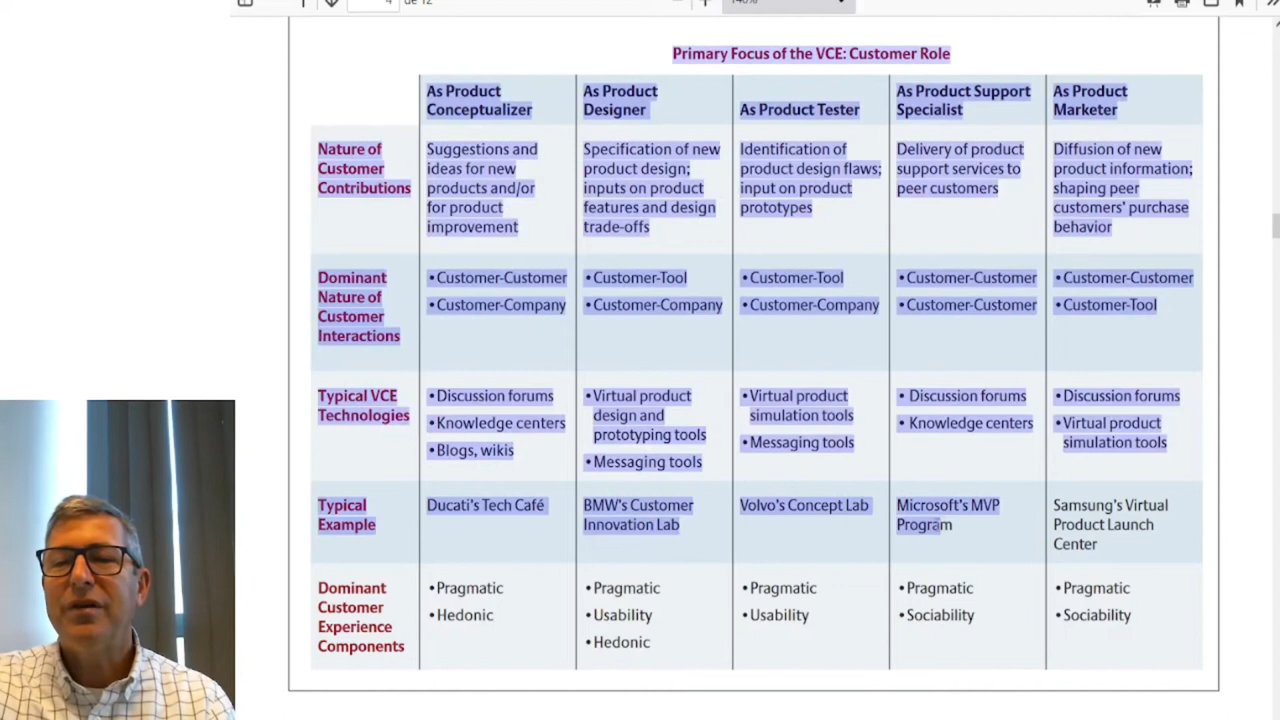 4
de 12
140%
Primary Focus of the VCE: Customer Role
As Product
Conceptualizer
As Product
Designer
As Product Tester
As Product Support
Specialist
As Product
Marketer
Nature of
Customer
Contributions
Suggestions and
ideas for new
products and/or
for product
improvement
Specification of new
product design;
inputs on product
features and design
trade-offs
Identification of
product design flaws;
input on product
prototypes
Delivery of product
support services to
peer customers
Diffusion of new
product information;
shaping peer
customers’ purchase
behavior
Dominant
Nature of
Customer
Interactions
• Customer-Customer
• Customer-Company
• Customer-Tool
• Customer-Company
• Customer-Tool
• Customer-Company
• Customer-Customer
• Customer-Customer
• Customer-Customer
• Customer-Tool
Typical VCE
Technologies
• Discussion forums
• Knowledge centers
• Blogs, wikis
• Virtual product
design and
prototyping tools
• Messaging tools
• Virtual product
simulation tools
• Messaging tools
• Discussion forums
• Knowledge centers
• Discussion forums
• Virtual product
simulation tools
Typical
Example
Ducati’s Tech Café
BMW’s Customer
Innovation Lab
Volvo’s Concept Lab
Microsoft’s MVP
Program
Samsung’s Virtual
Product Launch
Center
Dominant
Customer
Experience
Components
• Pragmatic
• Hedonic
• Pragmatic
• Usability
• Hedonic
• Pragmatic
• Usability
• Pragmatic
• Sociability
• Pragmatic
• Sociability